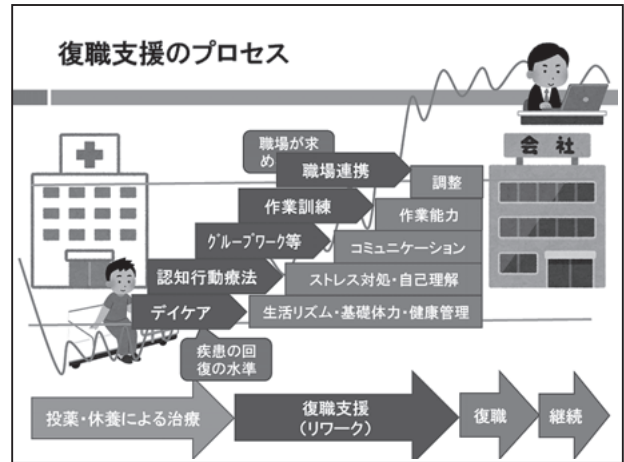 復職支援のプロセス
職場が求
め
職場連携
調整
会社
作業訓練
作業能力
グループワーク等
コミュニケーション
認知行動療法
ストレス対処・自己理解
デイケア
生活リズム・基礎体力・健康管理
疾患の回
復の水準
投薬・休養による治療
復職支援
（リワーク）
復職
継続